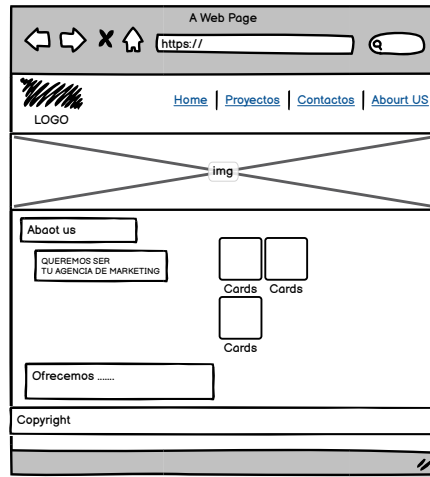 A Web Page
https://
LOGO
Home | Proyectos | Contactos | Abourt US
img
Abaot us
QUEREMOS SER
TU AGENCIA DE MARKETING
Cards Cards
Cards
Ofrecemos .......
Copyright